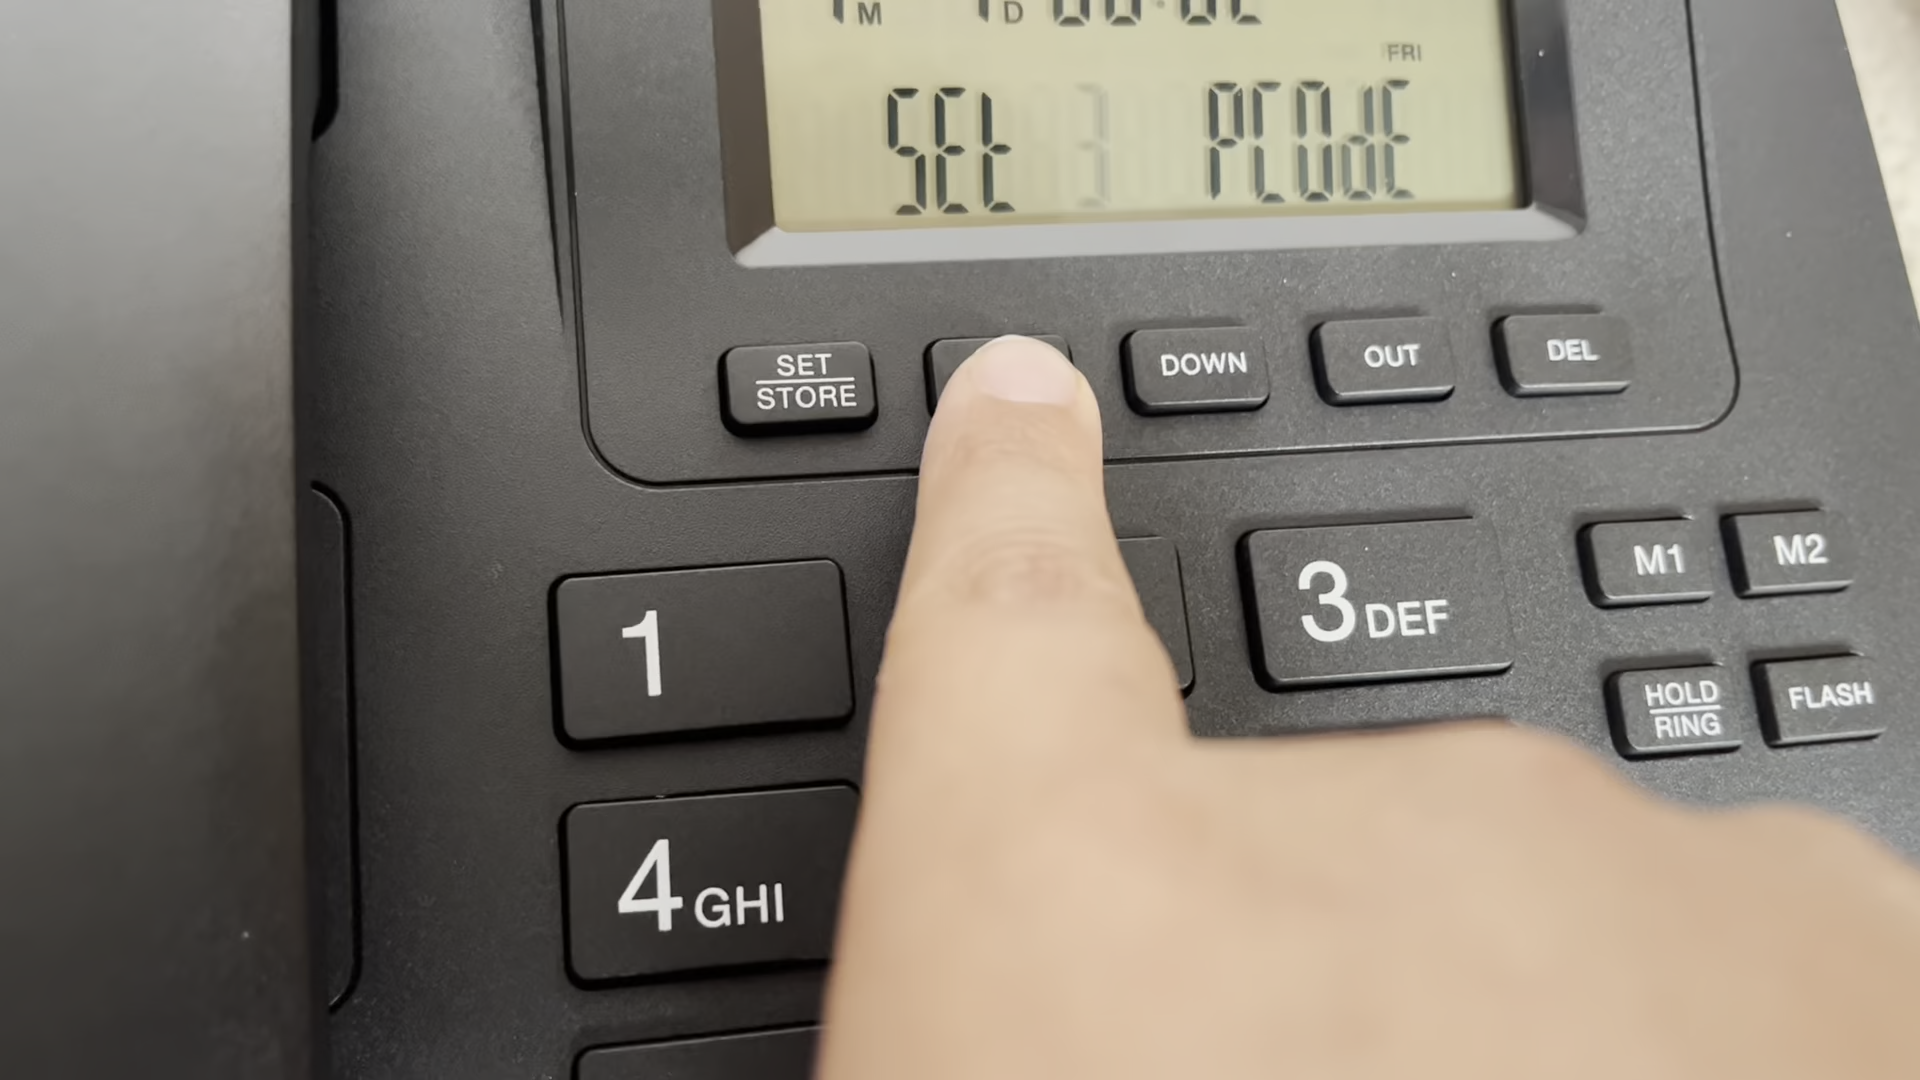 M D
FRI
SEt 3 PCOdE
SET
STORE
DOWN
OUT
DEL
1
3 DEF
M1
M2
4 GHI
HOLD
RING
FLASH